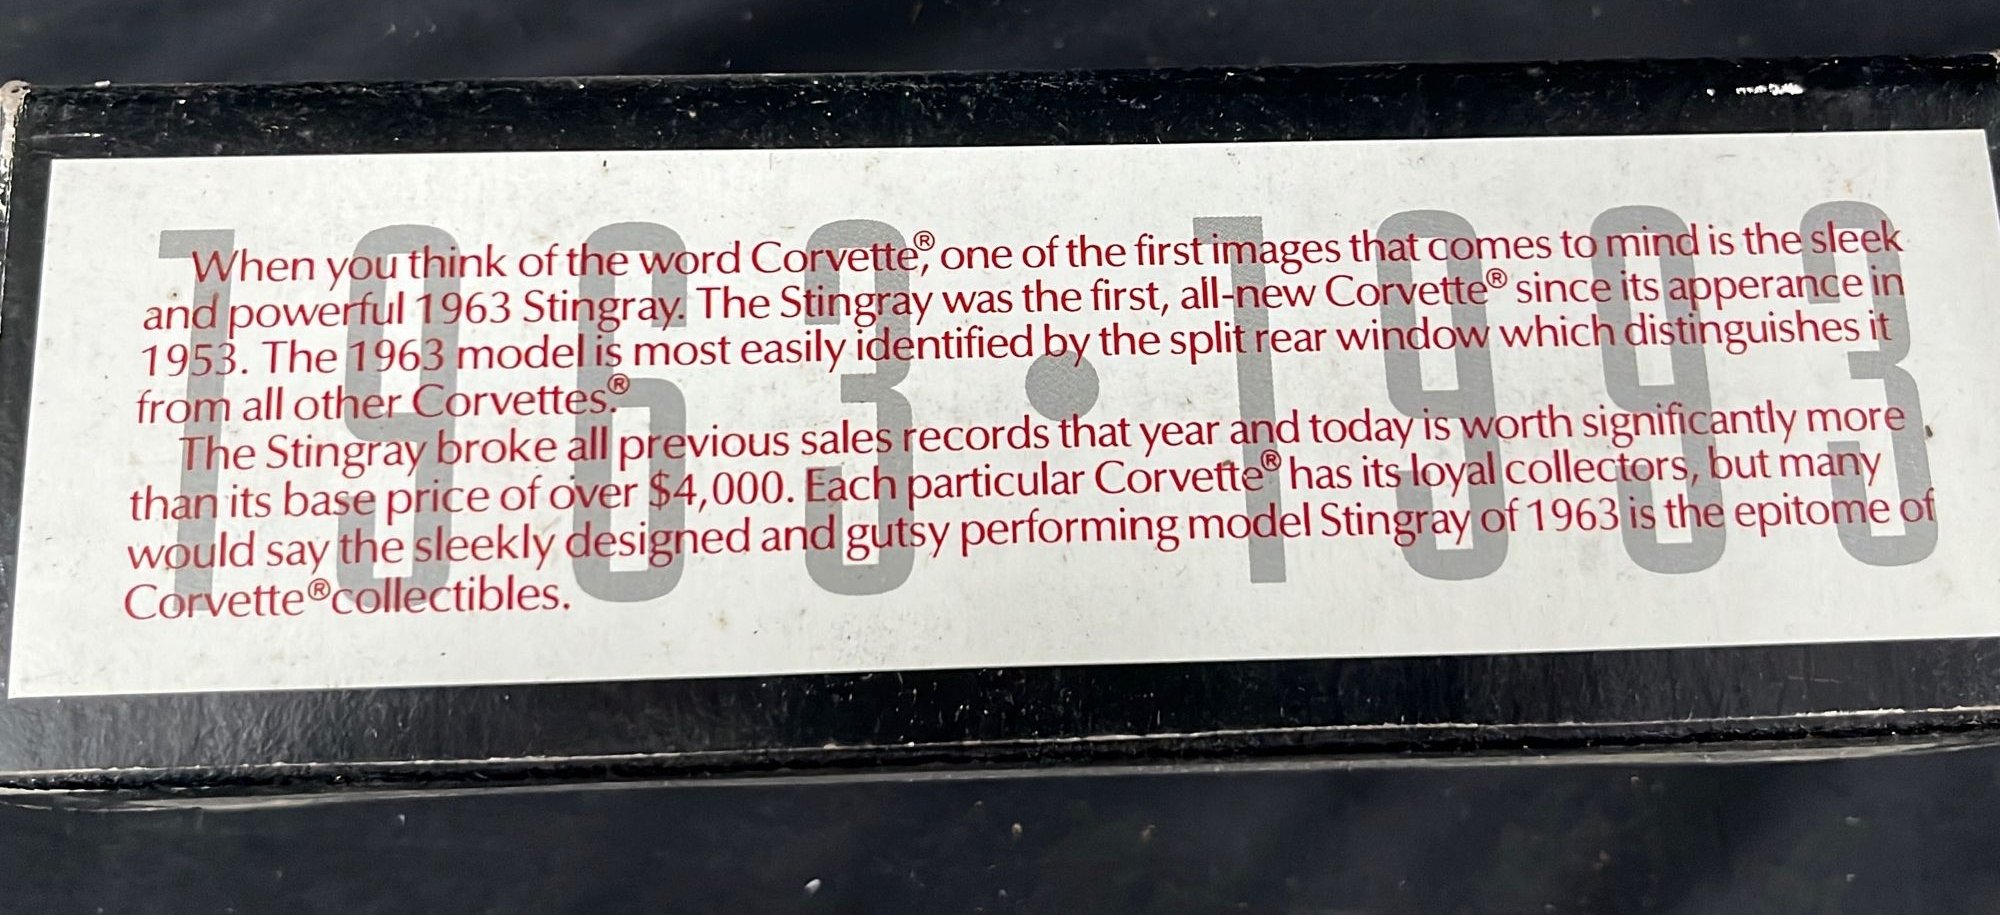 1963 • 1993
When you think of the word Corvette,® one of the first images that comes to mind is the sleek
and powerful 1963 Stingray. The Stingray was the first, all-new Corvette® since its apperance in
1953. The 1963 model is most easily identified by the split rear window which distinguishes it
from all other Corvettes.®
The Stingray broke all previous sales records that year and today is worth significantly more
than its base price of over $4,000. Each particular Corvette® has its loyal collectors, but many
would say the sleekly designed and gutsy performing model Stingray of 1963 is the epitome of
Corvette® collectibles.